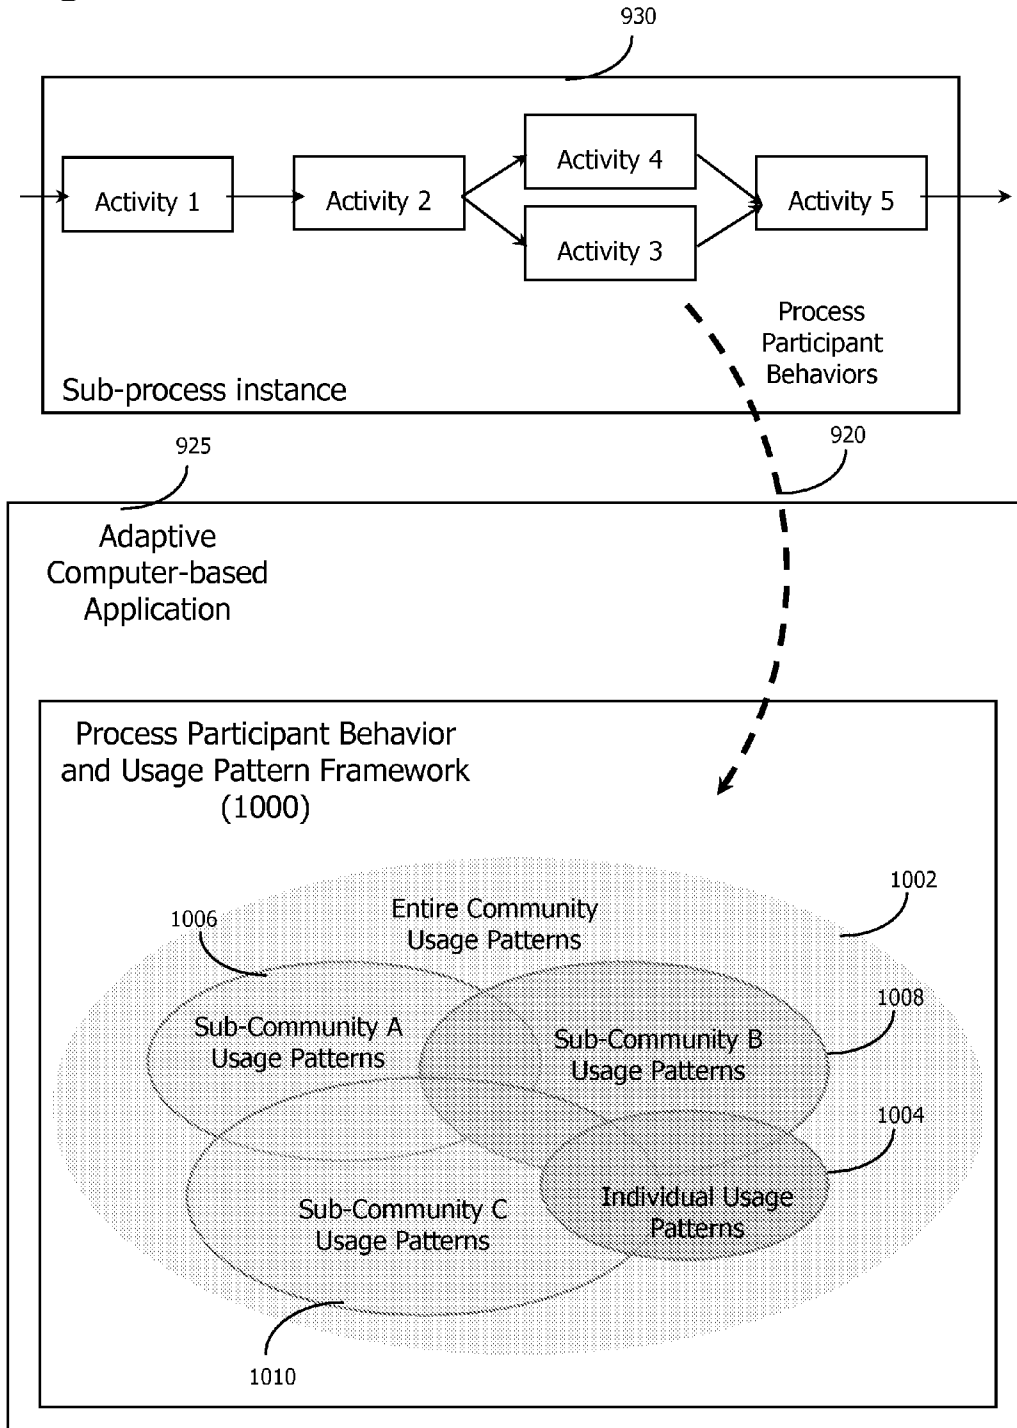 930
Activity 1
Activity 2
Activity 4
Activity 3
Activity 5
Process
Participant
Behaviors
Sub-process instance
925
920
Adaptive
Computer-based
Application
Process Participant Behavior
and Usage Pattern Framework
(1000)
1002
Entire Community
Usage Patterns
1006
1008
Sub-Community A
Usage Patterns
Sub-Community B
Usage Patterns
1004
Individual Usage
Patterns
Sub-Community C
Usage Patterns
1010